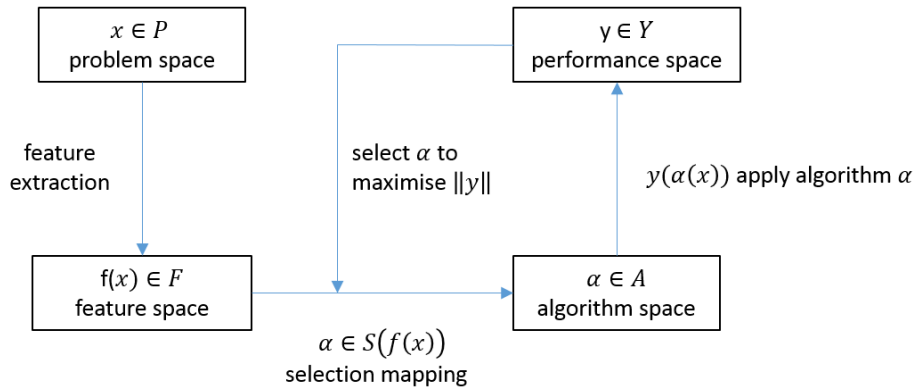 x ∈ P
problem space
y ∈ Y
performance space
feature
extraction
select α to
maximise ‖y‖
y(α(x)) apply algorithm α
f(x) ∈ F
feature space
α ∈ A
algorithm space
α ∈ S(f(x))
selection mapping